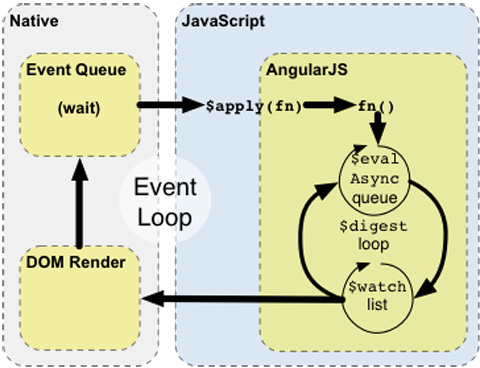 Native
JavaScript
Event Queue
(wait)
AngularJS
$apply(fn)
fn()
$eval
Async
queue
Event
Loop
$digest
loop
DOM Render
$watch
list